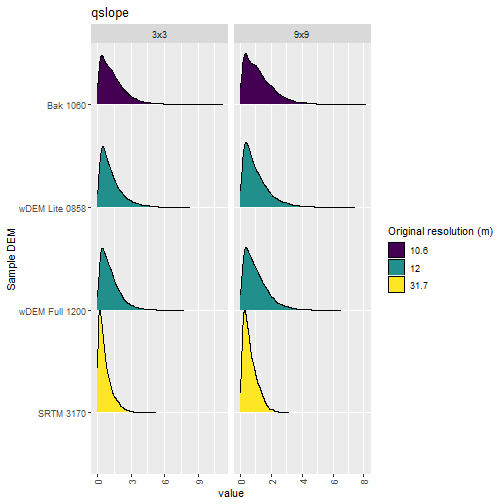 qslope
3x3
9x9
Sample DEM
Bak 1060
wDEM Lite 0858
wDEM Full 1200
SRTM 3170
0
3
6
9
0
2
4
6
8
value
Original resolution (m)
10.6
12
31.7